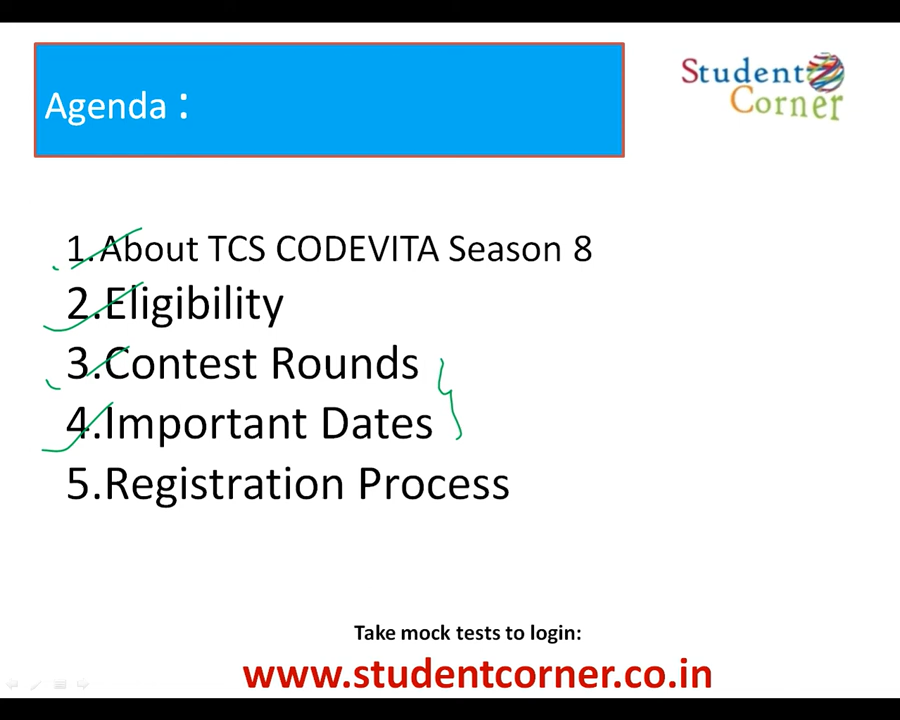 Agenda :
Student
Corner
1.About TCS CODEVITA Season 8
2.Eligibility
3.Contest Rounds
4.Important Dates
5.Registration Process
Take mock tests to login:
www.studentcorner.co.in